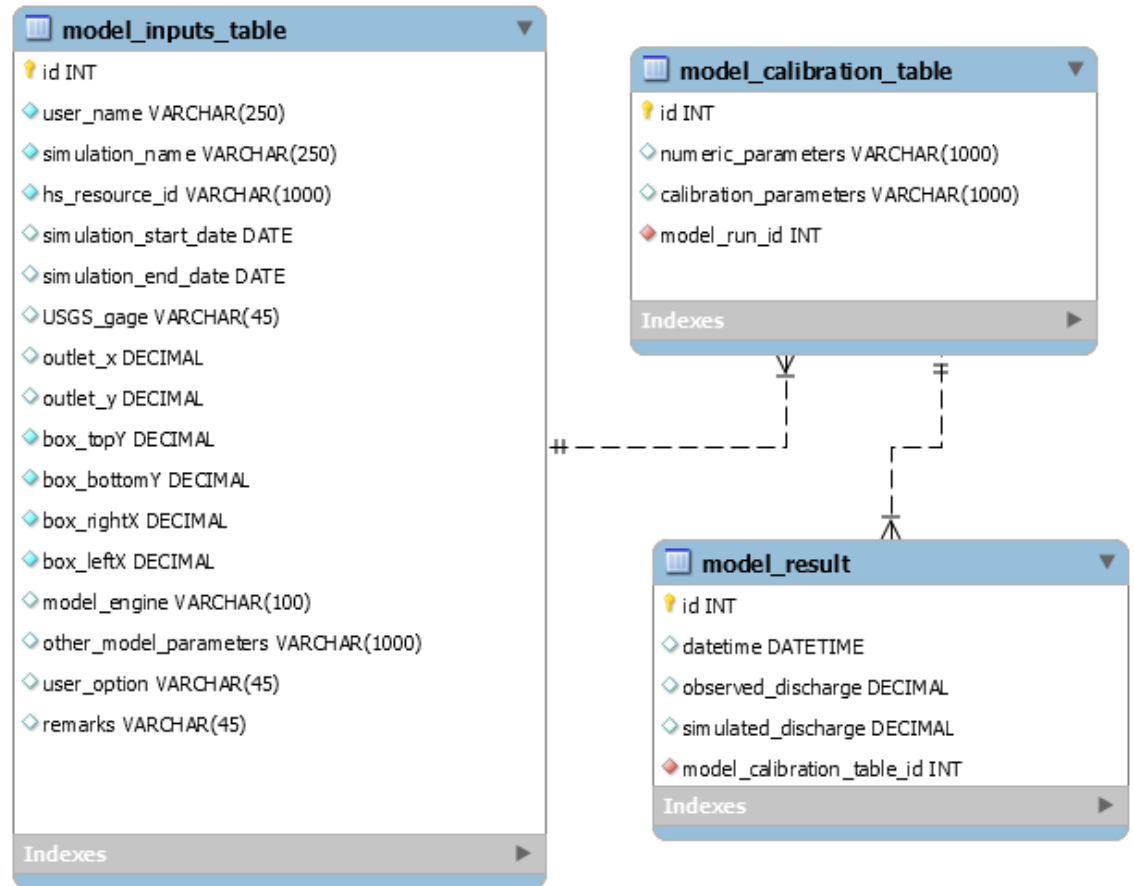 model_inputs_table
id INT
user_name VARCHAR(250)
simulation_name VARCHAR(250)
hs_resource_id VARCHAR(1000)
simulation_start_date DATE
simulation_end_date DATE
USGS_gage VARCHAR(45)
outlet_x DECIMAL
outlet_y DECIMAL
box_topY DECIMAL
box_bottomY DECIMAL
box_rightX DECIMAL
box_leftX DECIMAL
model_engine VARCHAR(100)
other_model_parameters VARCHAR(1000)
user_option VARCHAR(45)
remarks VARCHAR(45)
Indexes
model_calibration_table
id INT
numeric_parameters VARCHAR(1000)
calibration_parameters VARCHAR(1000)
model_run_id INT
Indexes
model_result
id INT
datetime DATETIME
observed_discharge DECIMAL
simulated_discharge DECIMAL
model_calibration_table_id INT
Indexes